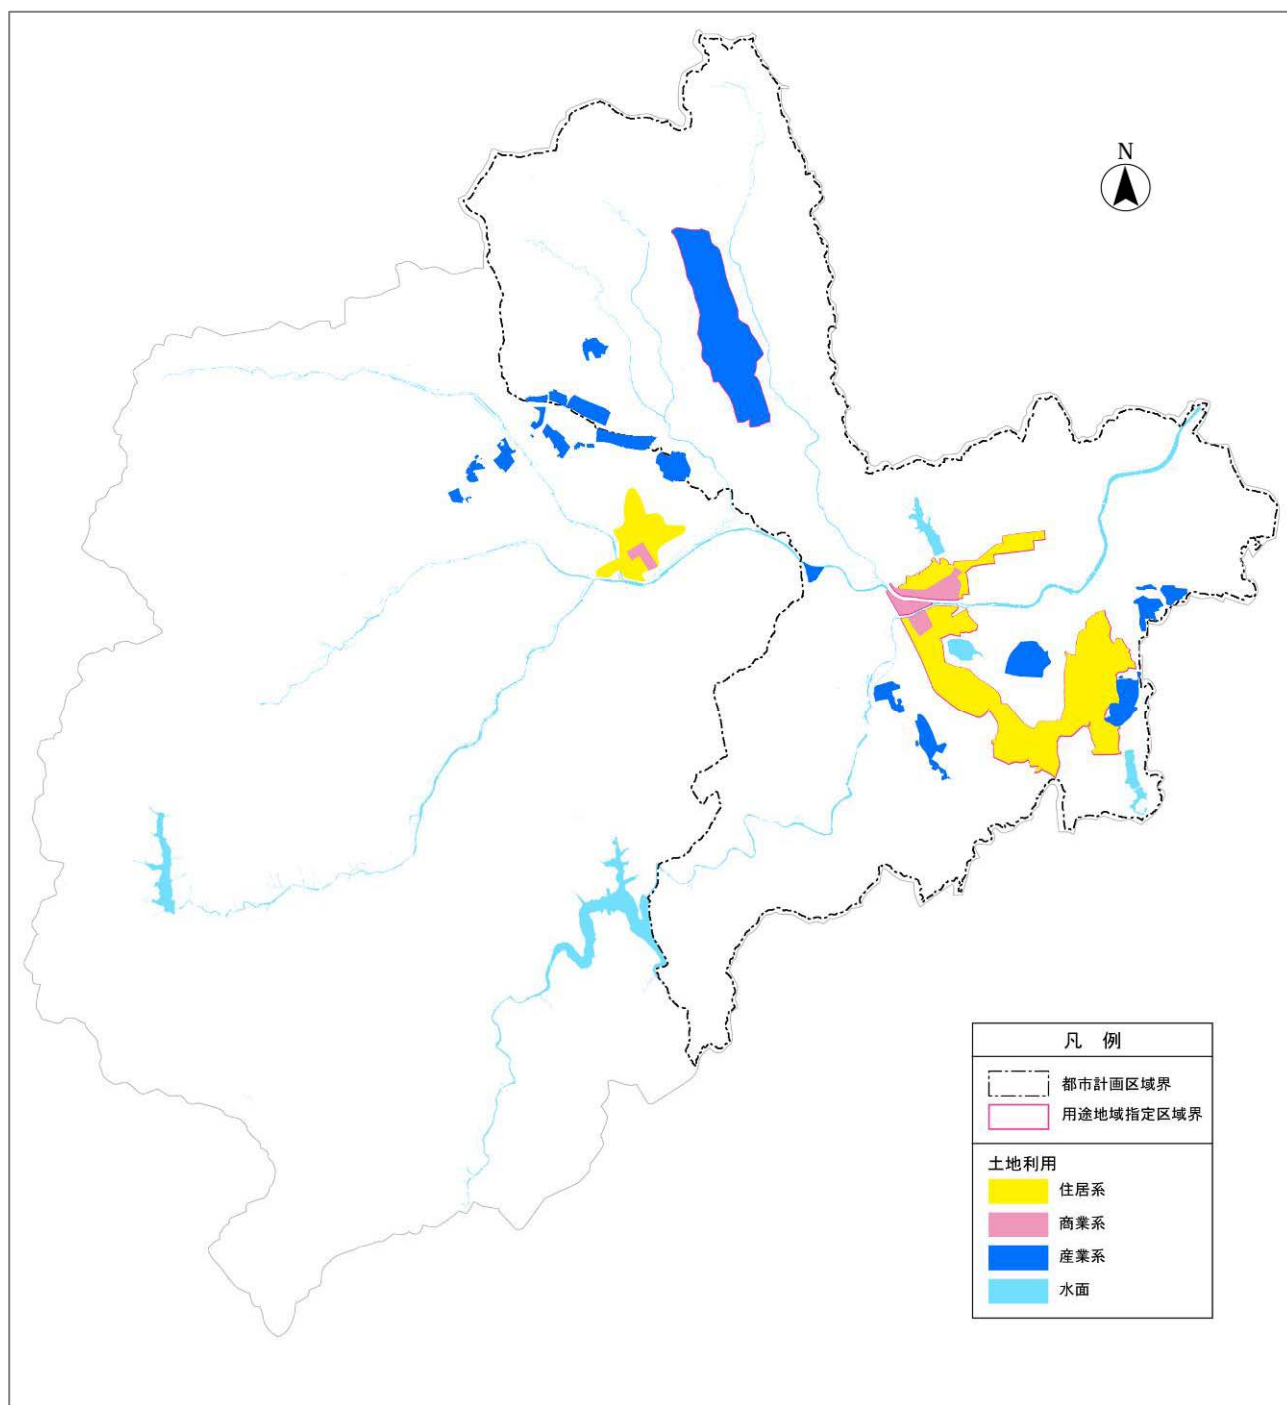 N
凡 例
都市計画区域界
用途地域指定区域界
土地利用
住居系
商業系
産業系
水面